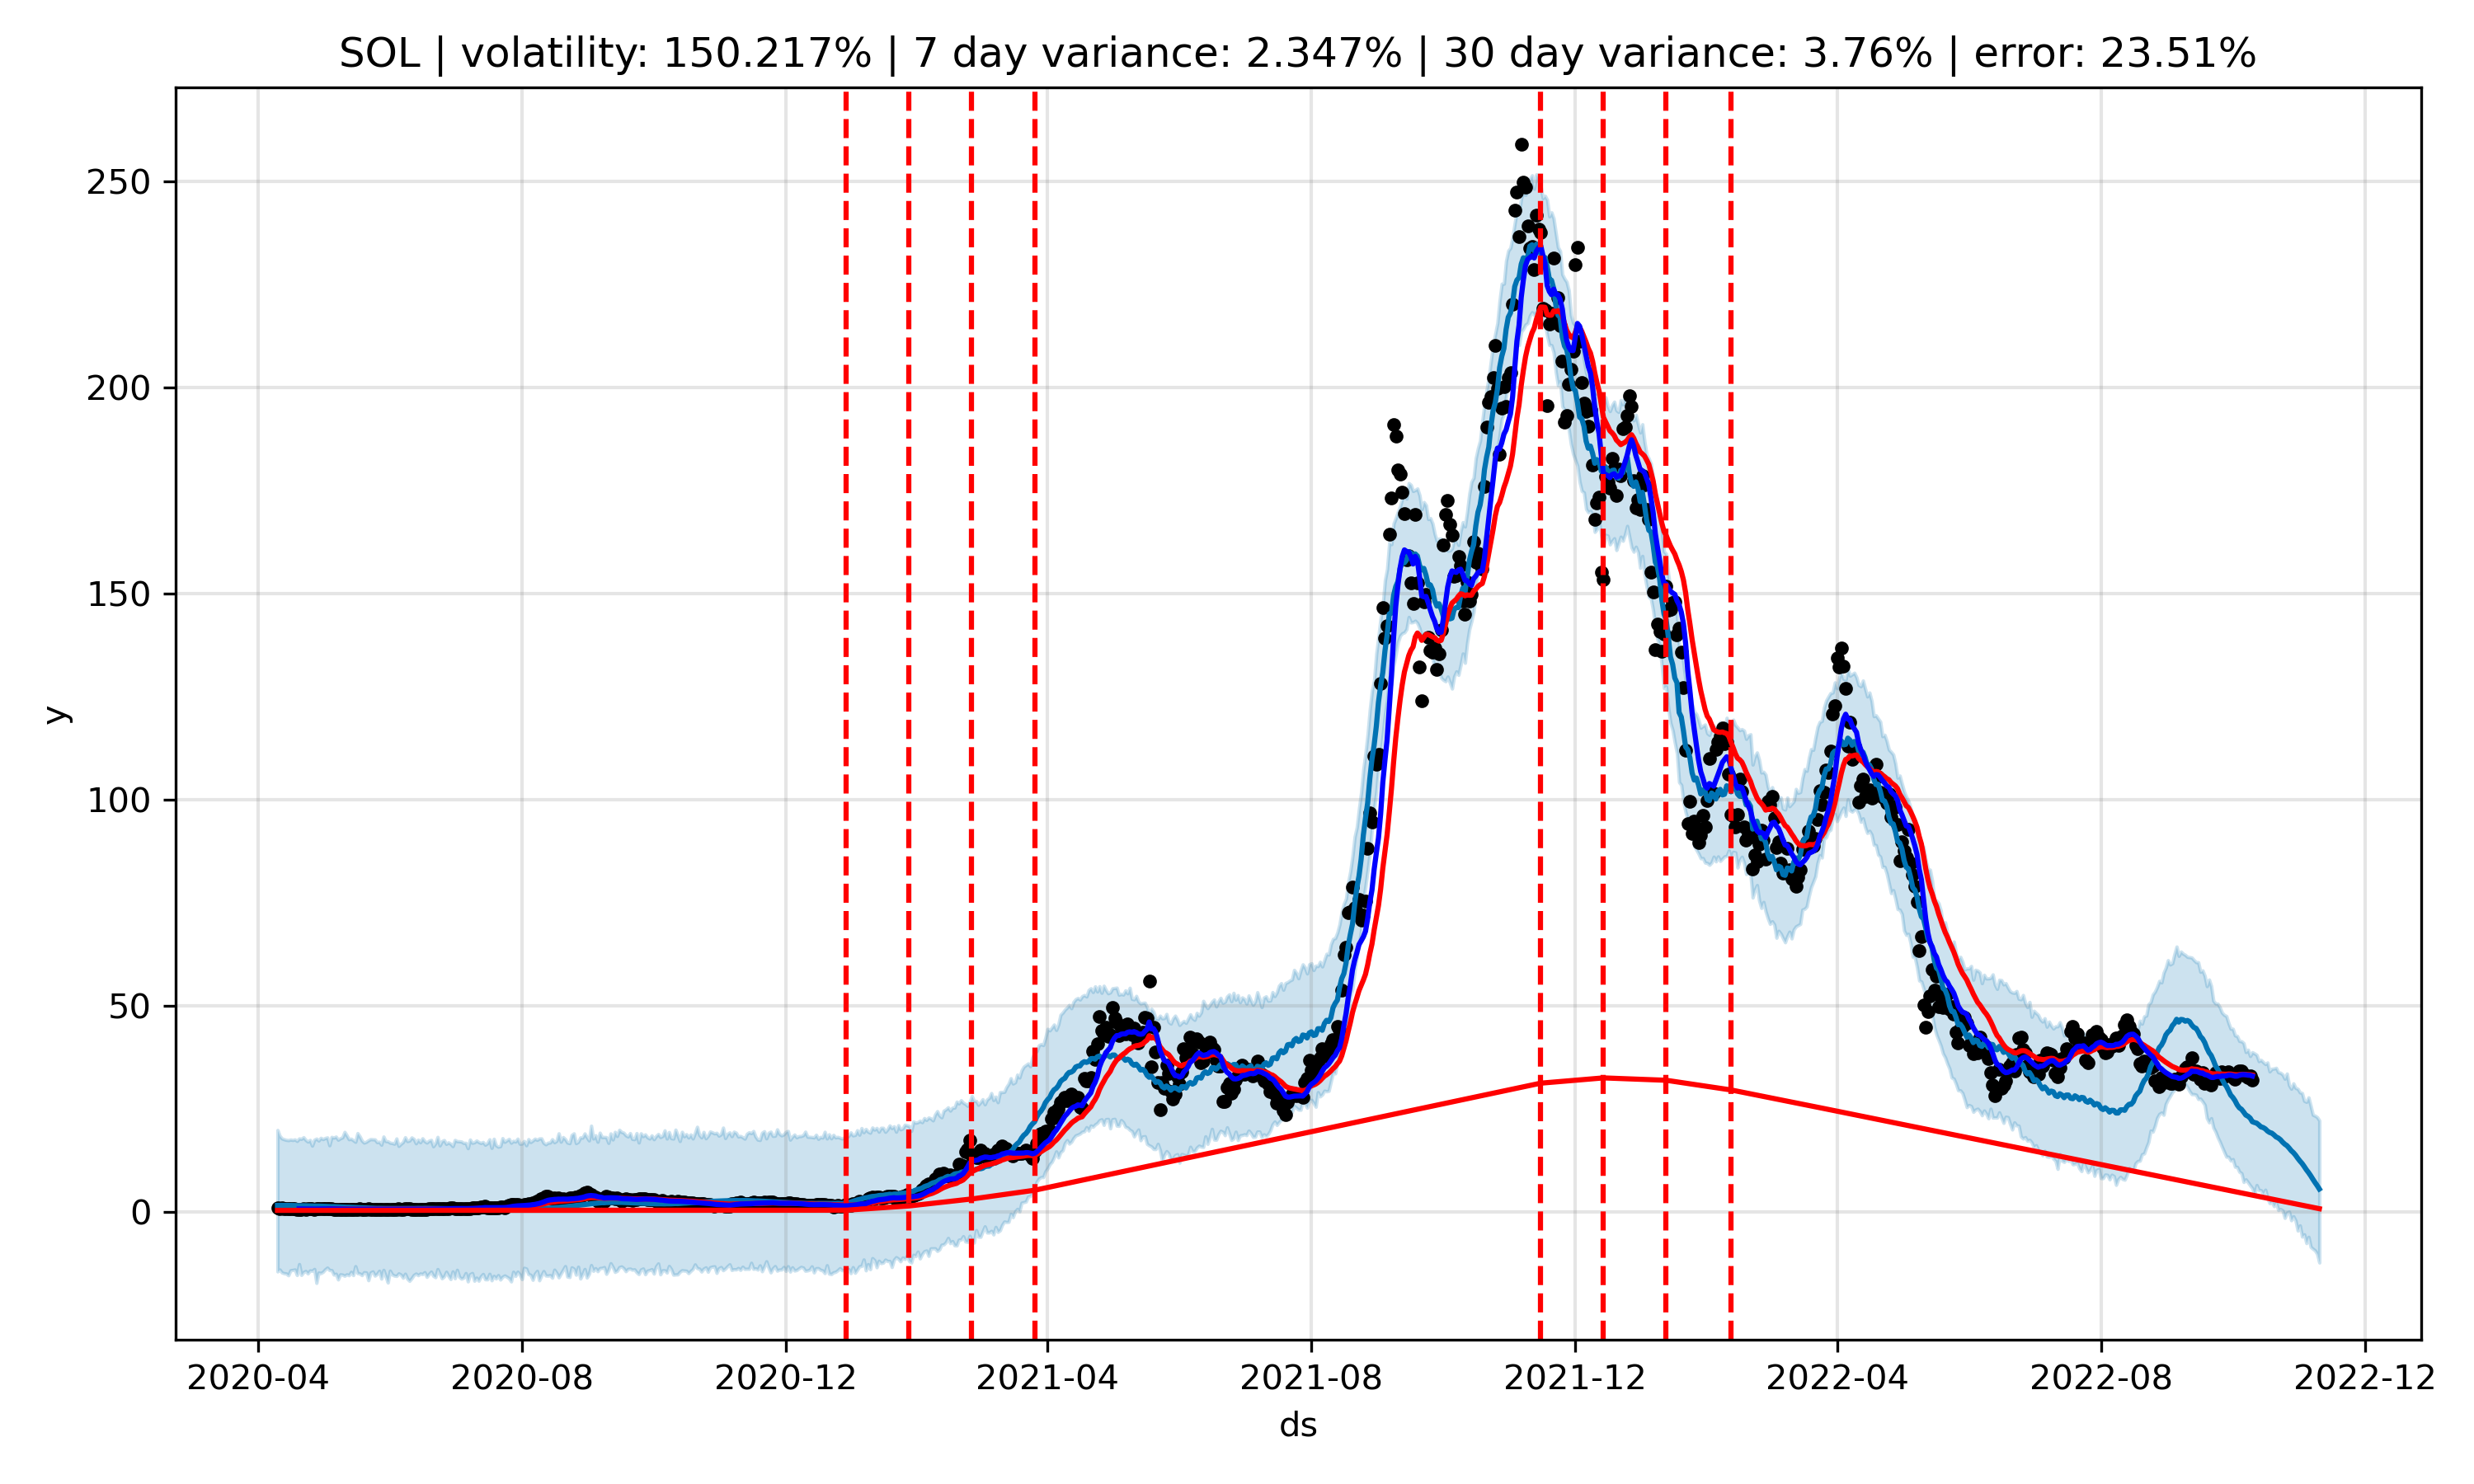 SOL | volatility: 150.217% | 7 day variance: 2.347% | 30 day variance: 3.76% | error: 23.51%
250
200
150
100
50
0
y
2020-04 2020-08 2020-12 2021-04 2021-08 2021-12 2022-04 2022-08 2022-12
ds